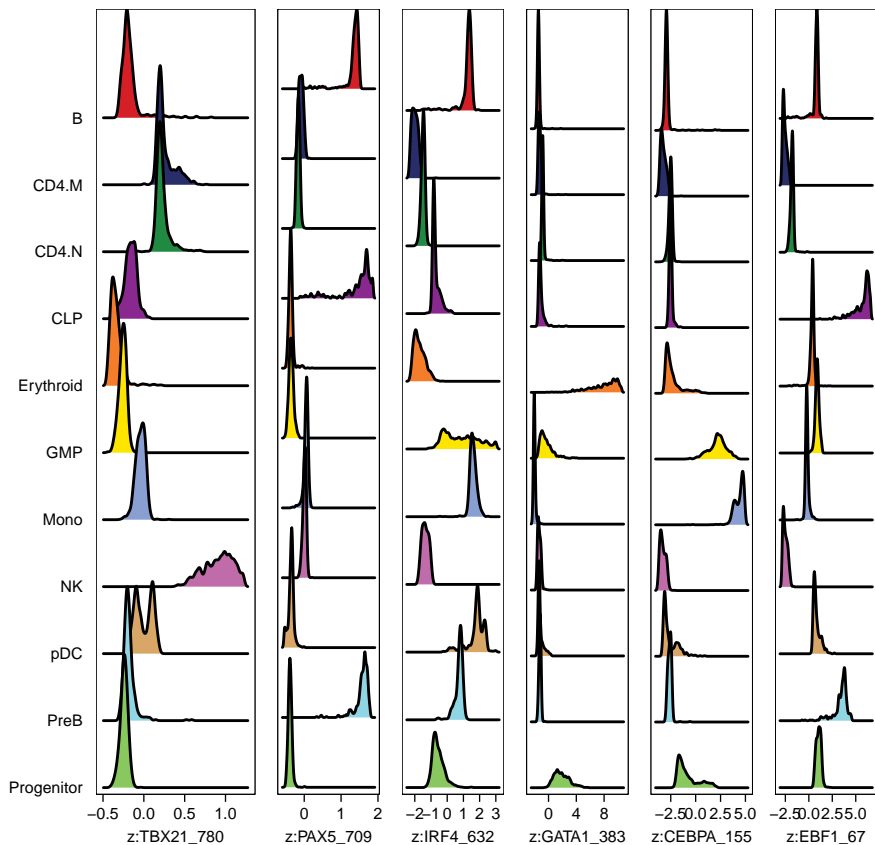 B
CD4.M
CD4.N
CLP
Erythroid
GMP
Mono
NK
pDC
PreB
Progenitor
−0.5 0.0 0.5 1.0
z:TBX21_780
0 1 2
z:PAX5_709
−2 −1 0 1 2 3
z:IRF4_632
0 4 8
z:GATA1_383
−2.5 0.0 2.5 5.0
z:CEBPA_155
−2.5 0.0 2.5 5.0
z:EBF1_67